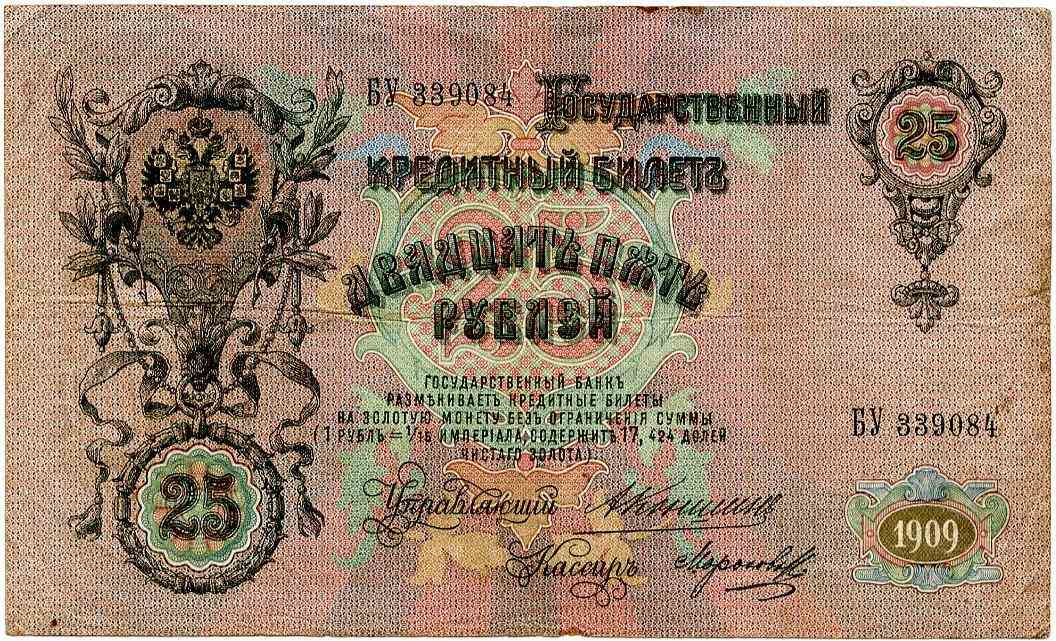 БУ 339084
Государственный
25
Кредитный Билетъ
Двадцать пять
рублей
Государственный Банкъ
размѣниваетъ кредитные билеты
на золотую монету безъ ограниченія суммы
(1 рубль = 1/15 имперіала, содержитъ 17, 424 долей
чистаго золота.)
БУ 339084
25
Управляющій
Кассиръ
1909